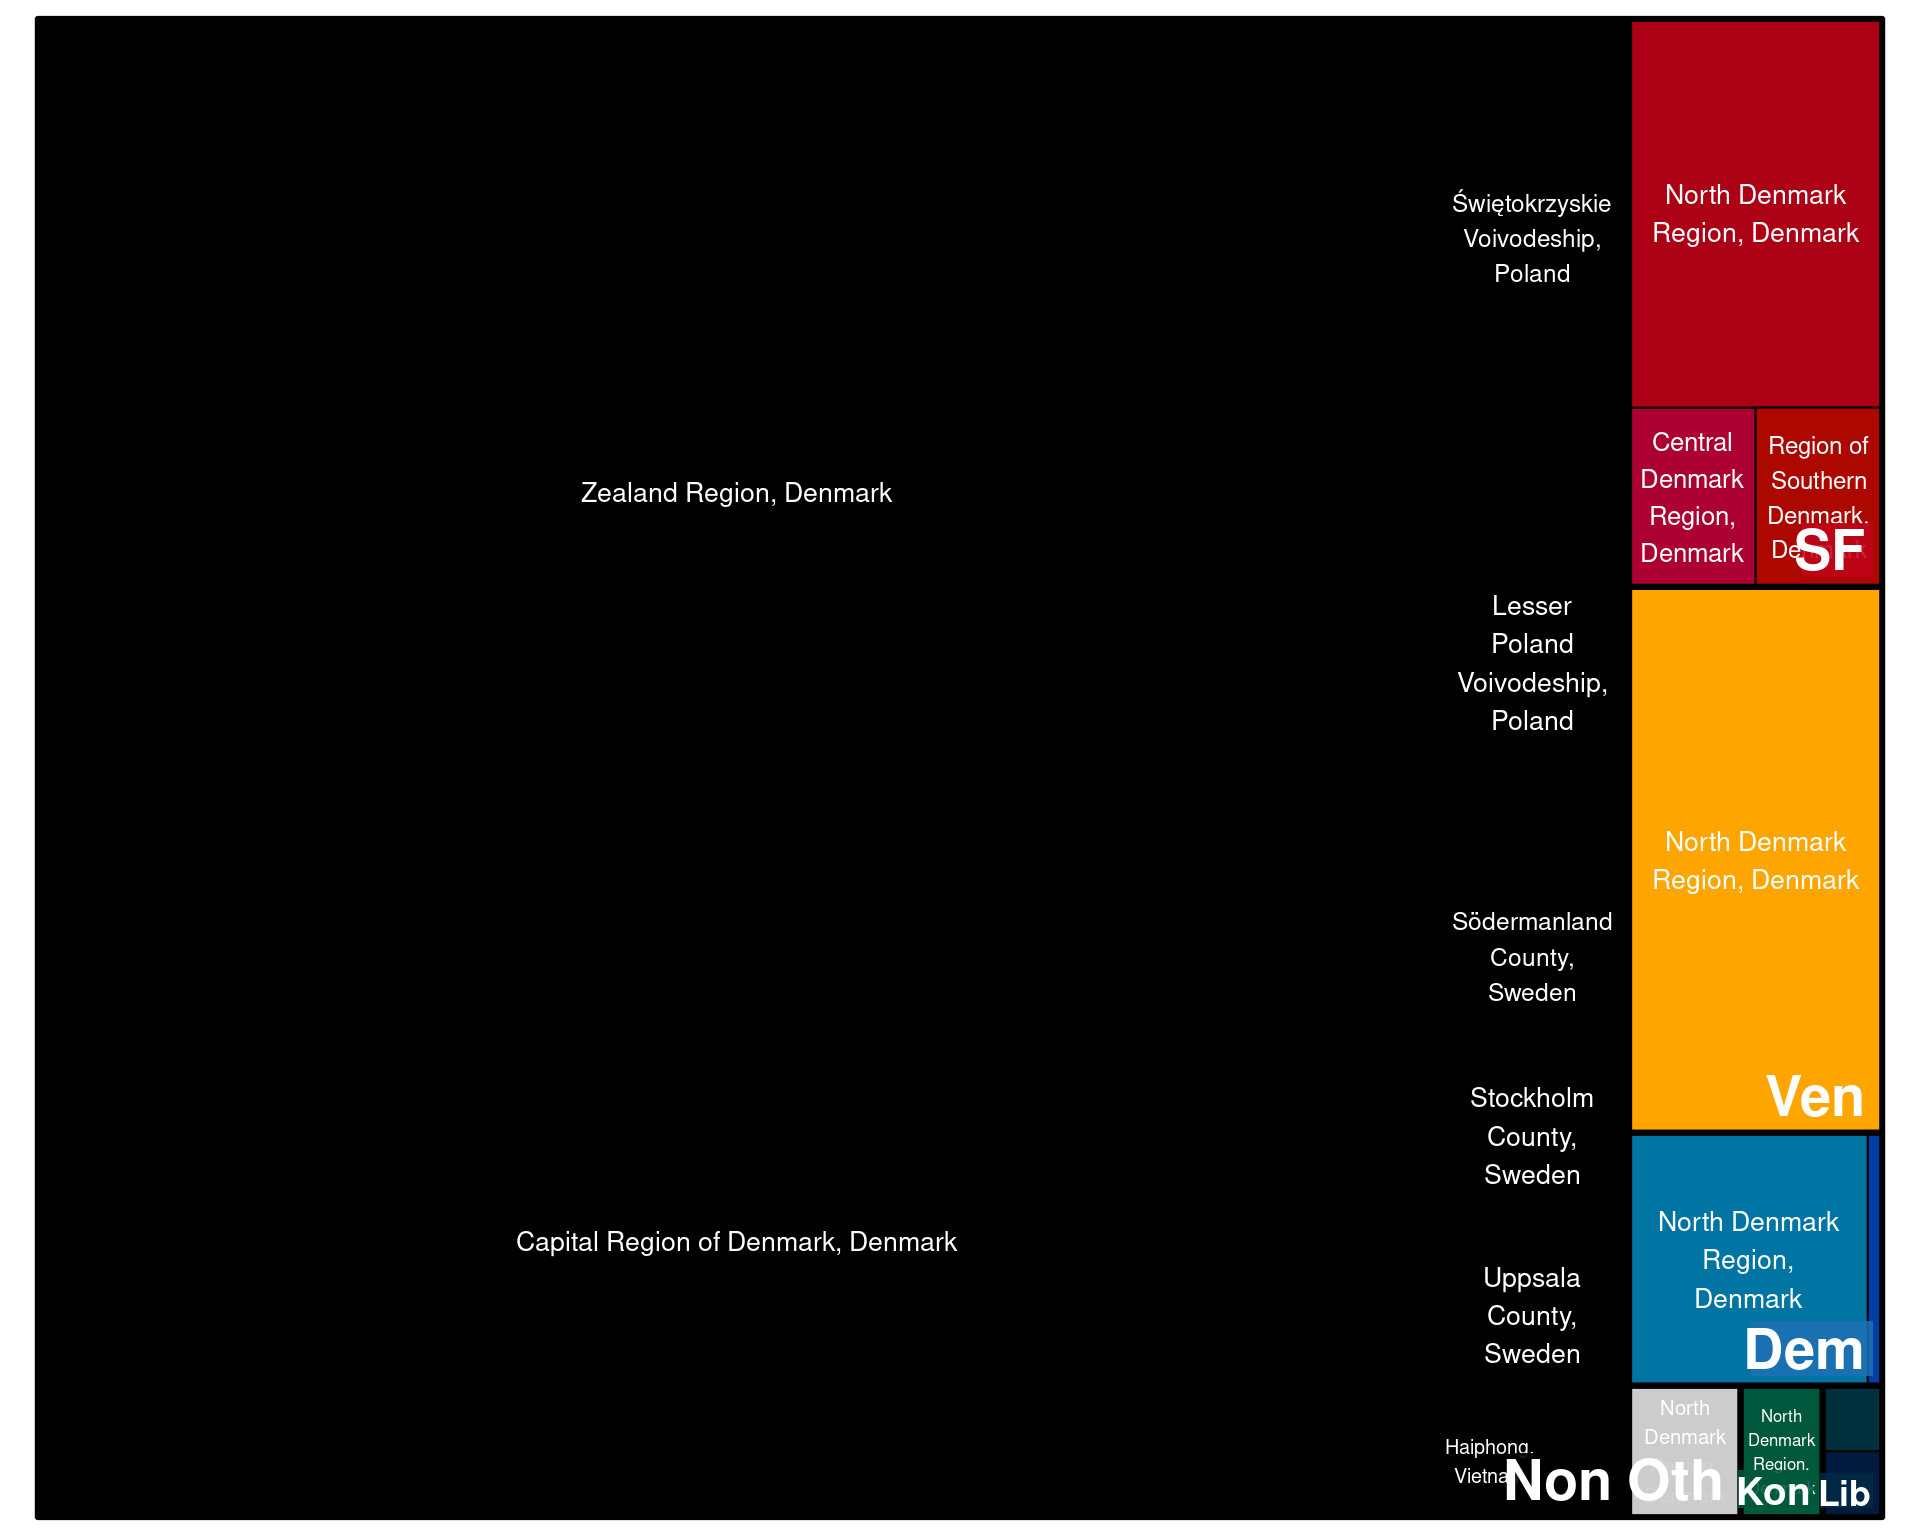 Zealand Region, Denmark
Capital Region of Denmark, Denmark
Świętokrzyskie
Voivodeship,
Poland
Lesser
Poland
Voivodeship,
Poland
Södermanland
County,
Sweden
Stockholm
County,
Sweden
Uppsala
County,
Sweden
Haiphong,
Non
North Denmark
Region, Denmark
Central
Denmark
Region,
Denmark
Region of
Southern
Denmark,
SF
North Denmark
Region, Denmark
Ven
North Denmark
Region,
Denmark
Dem
North
Denmark
Oth
North
Denmark
Region,
Kon
Lib